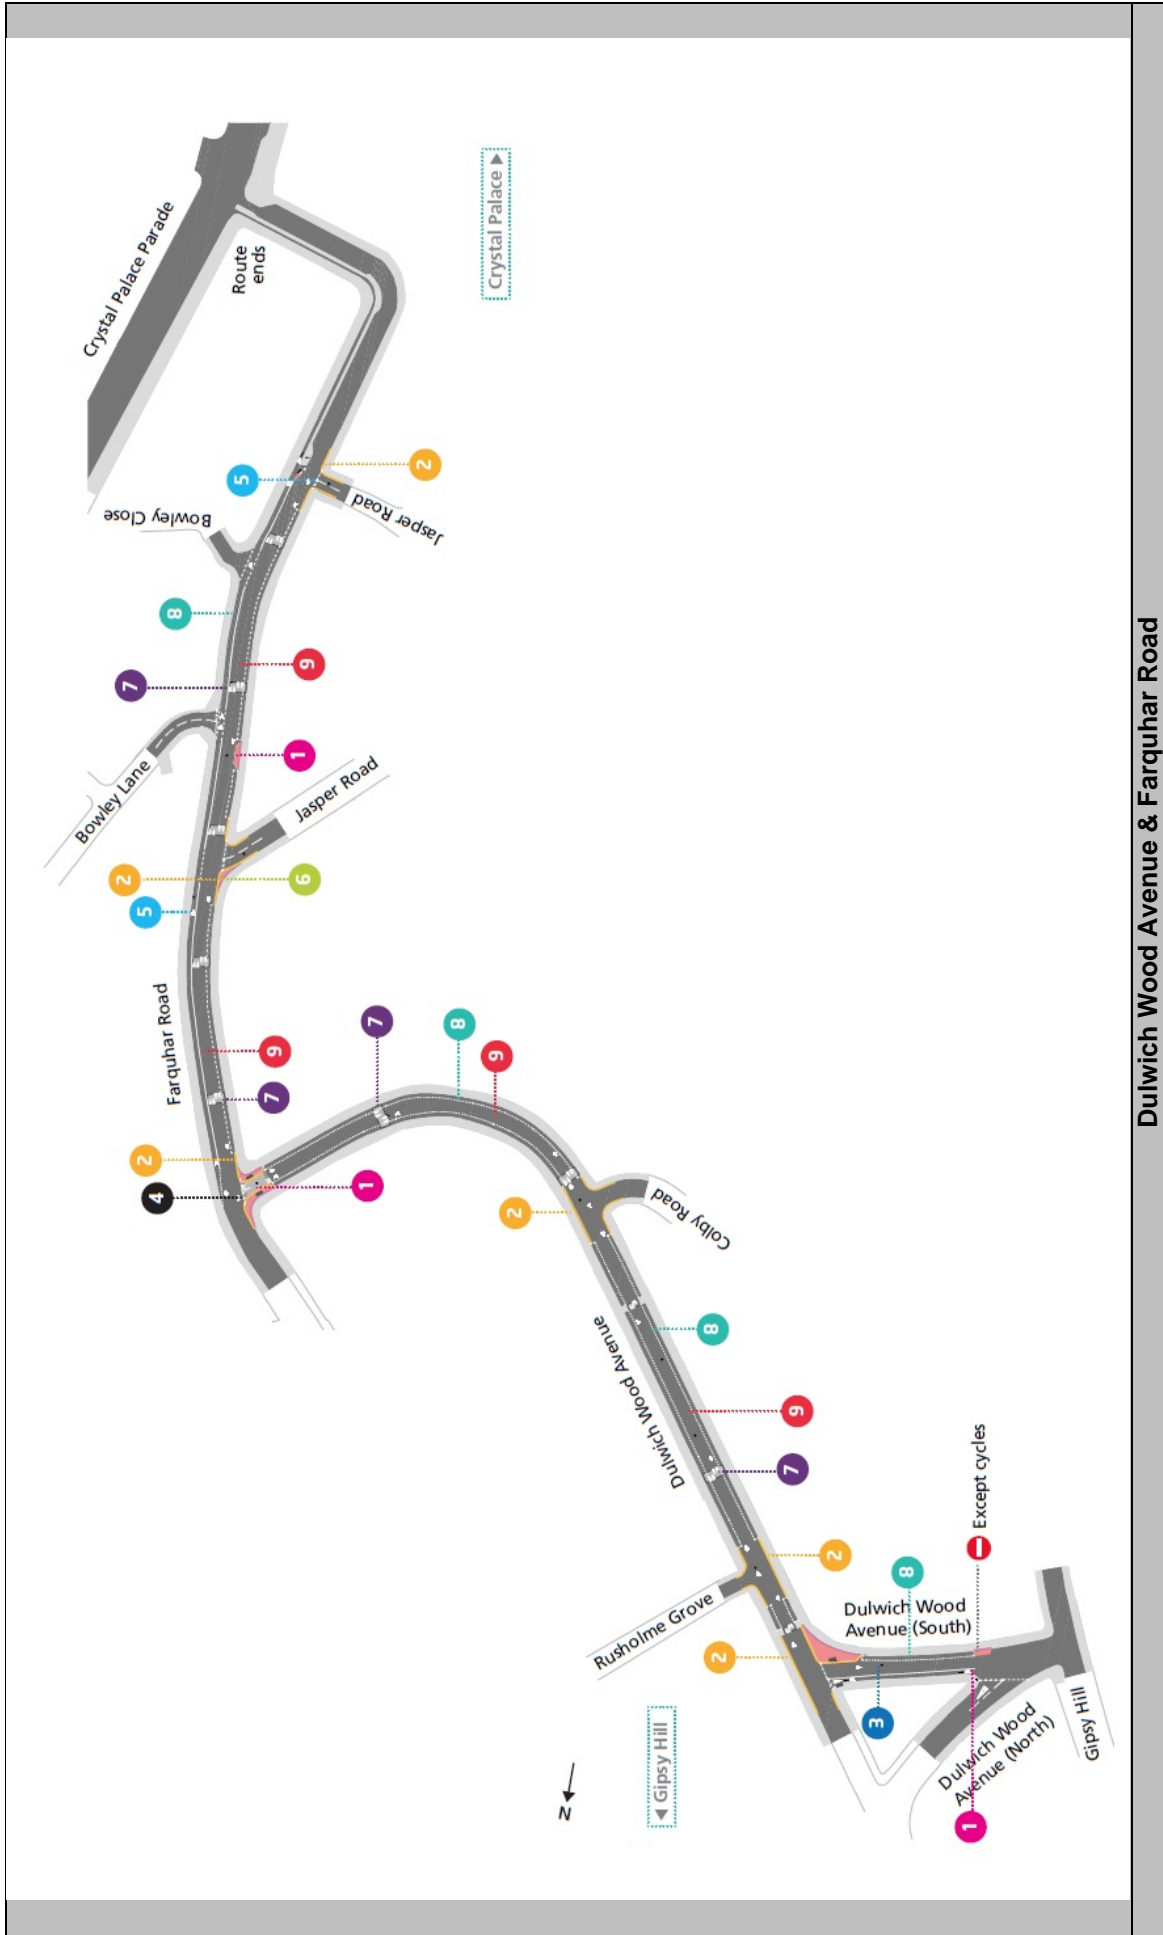 Crystal Palace Parade
Route
ends
Crystal Palace ►
2
5
Jasper Road
Bowley Close
8
9
7
1
Bowley Lane
Jasper Road
2
6
5
Farquhar Road
7
8
9
9
7
2
4
1
2
Colby Road
8
Dulwich Wood Avenue
9
7
Except cycles
2
8
Rusholme Grove
Dulwich Wood
Avenue (South)
2
3
◄ Gipsy Hill
Dulwich Wood
Avenue (North)
Gipsy Hill
N
1
Dulwich Wood Avenue & Farquhar Road